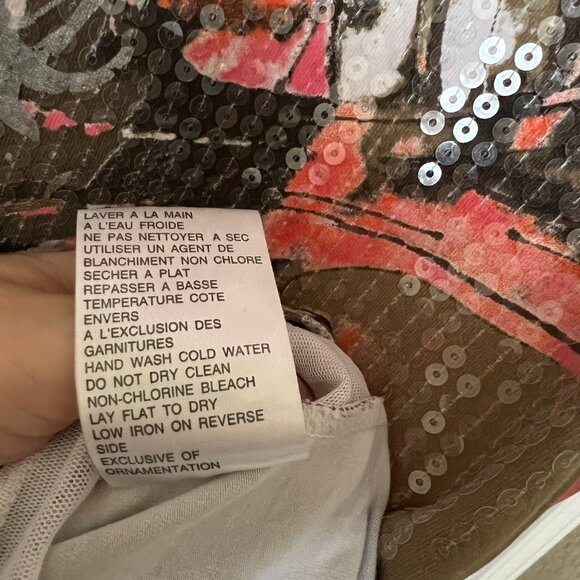 LAVER A LA MAIN
A L'EAU FROIDE
NE PAS NETTOYER A SEC
UTILISER UN AGENT DE
BLANCHIMENT NON CHLORE
SECHER A PLAT
REPASSER A BASSE
TEMPERATURE COTE
ENVERS
A L'EXCLUSION DES
GARNITURES
HAND WASH COLD WATER
DO NOT DRY CLEAN
NON-CHLORINE BLEACH
LAY FLAT TO DRY
LOW IRON ON REVERSE
SIDE
EXCLUSIVE OF
ORNAMENTATION